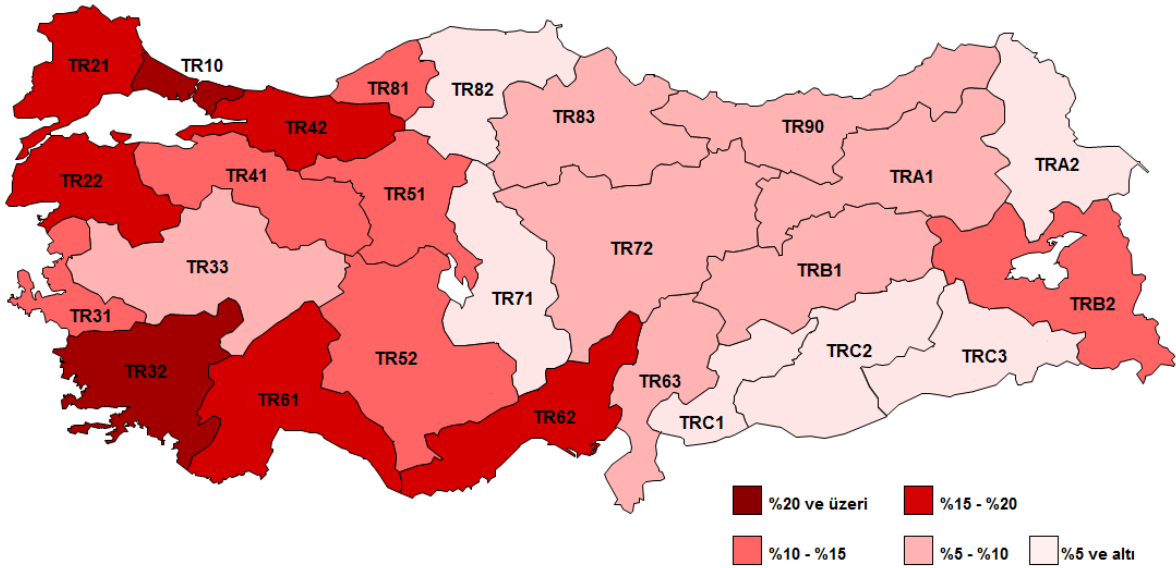 TR21
TR10
TR81
TR82
TR83
TR90
TR42
TR22
TR41
TR51
TRA1
TRA2
TR33
TR72
TRB1
TR71
TRB2
TR31
TR32
TR52
TRC2
TRC3
TR63
TR61
TR62
TRC1
%20 ve üzeri
%15 - %20
%10 - %15
%5 - %10
%5 ve altı